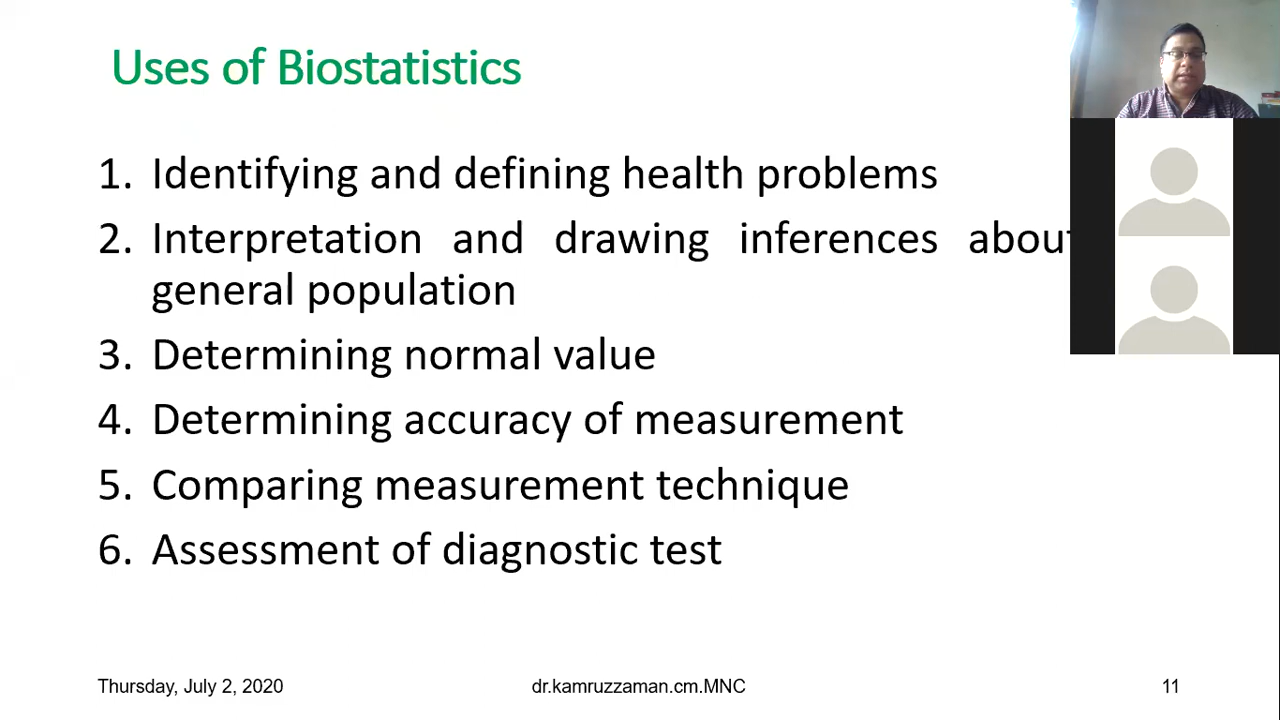 Uses of Biostatistics
1. Identifying and defining health problems
2. Interpretation and drawing inferences about
general population
3. Determining normal value
4. Determining accuracy of measurement
5. Comparing measurement technique
6. Assessment of diagnostic test
Thursday, July 2, 2020 dr.kamruzzaman.cm.MNC 11